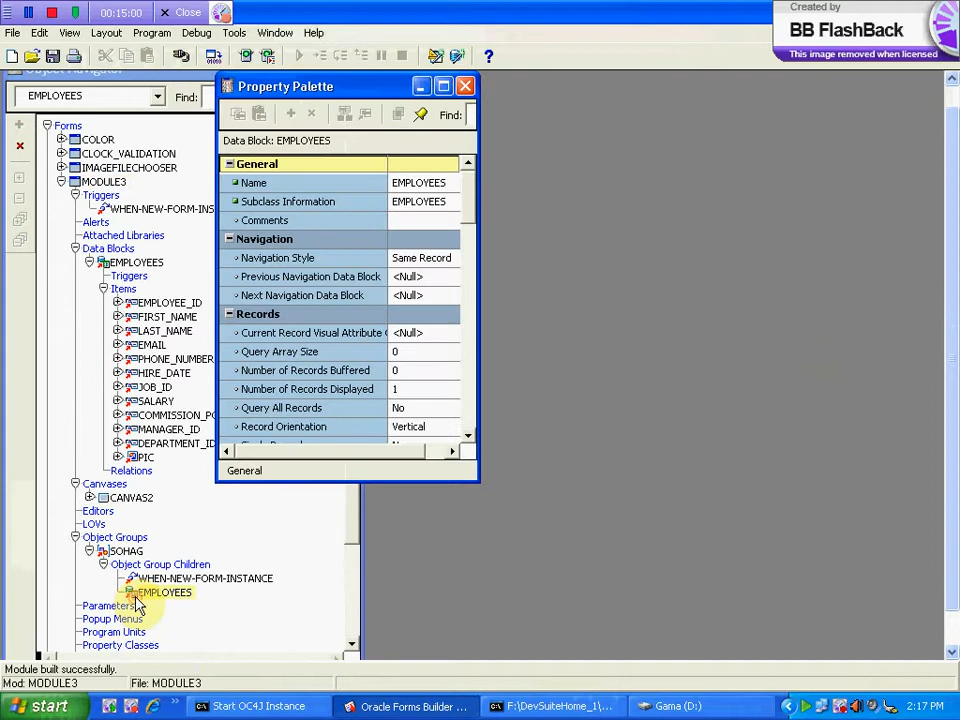 00:15:00 Close
Created by
BB FlashBack
This image removed when licensed
File Edit View Layout Program Debug Tools Window Help
EMPLOYEES Find:
Property Palette
Find:
Data Block: EMPLOYEES
General
Name EMPLOYEES
Subclass Information EMPLOYEES
Comments
Navigation
Navigation Style Same Record
Previous Navigation Data Block <Null>
Next Navigation Data Block <Null>
Records
Current Record Visual Attribute <Null>
Query Array Size 0
Number of Records Buffered 0
Number of Records Displayed 1
Query All Records No
Record Orientation Vertical
General
Forms
COLOR
CLOCK_VALIDATION
IMAGEFILECHOOSER
MODULE3
Triggers
WHEN-NEW-FORM-INS
Alerts
Attached Libraries
Data Blocks
EMPLOYEES
Triggers
Items
EMPLOYEE_ID
FIRST_NAME
LAST_NAME
EMAIL
PHONE_NUMBER
HIRE_DATE
JOB_ID
SALARY
COMMISSION_PC
MANAGER_ID
DEPARTMENT_ID
PIC
Relations
Canvases
CANVAS2
Editors
LOVs
Object Groups
SOHAG
Object Group Children
WHEN-NEW-FORM-INSTANCE
EMPLOYEES
Parameters
Popup Menus
Program Units
Property Classes
Module built successfully.
Mod: MODULE3 File: MODULE3
start Start OC4J Instance Oracle Forms Builder ... F:\DevSuiteHome_1\... Gama (D:) 2:17 PM